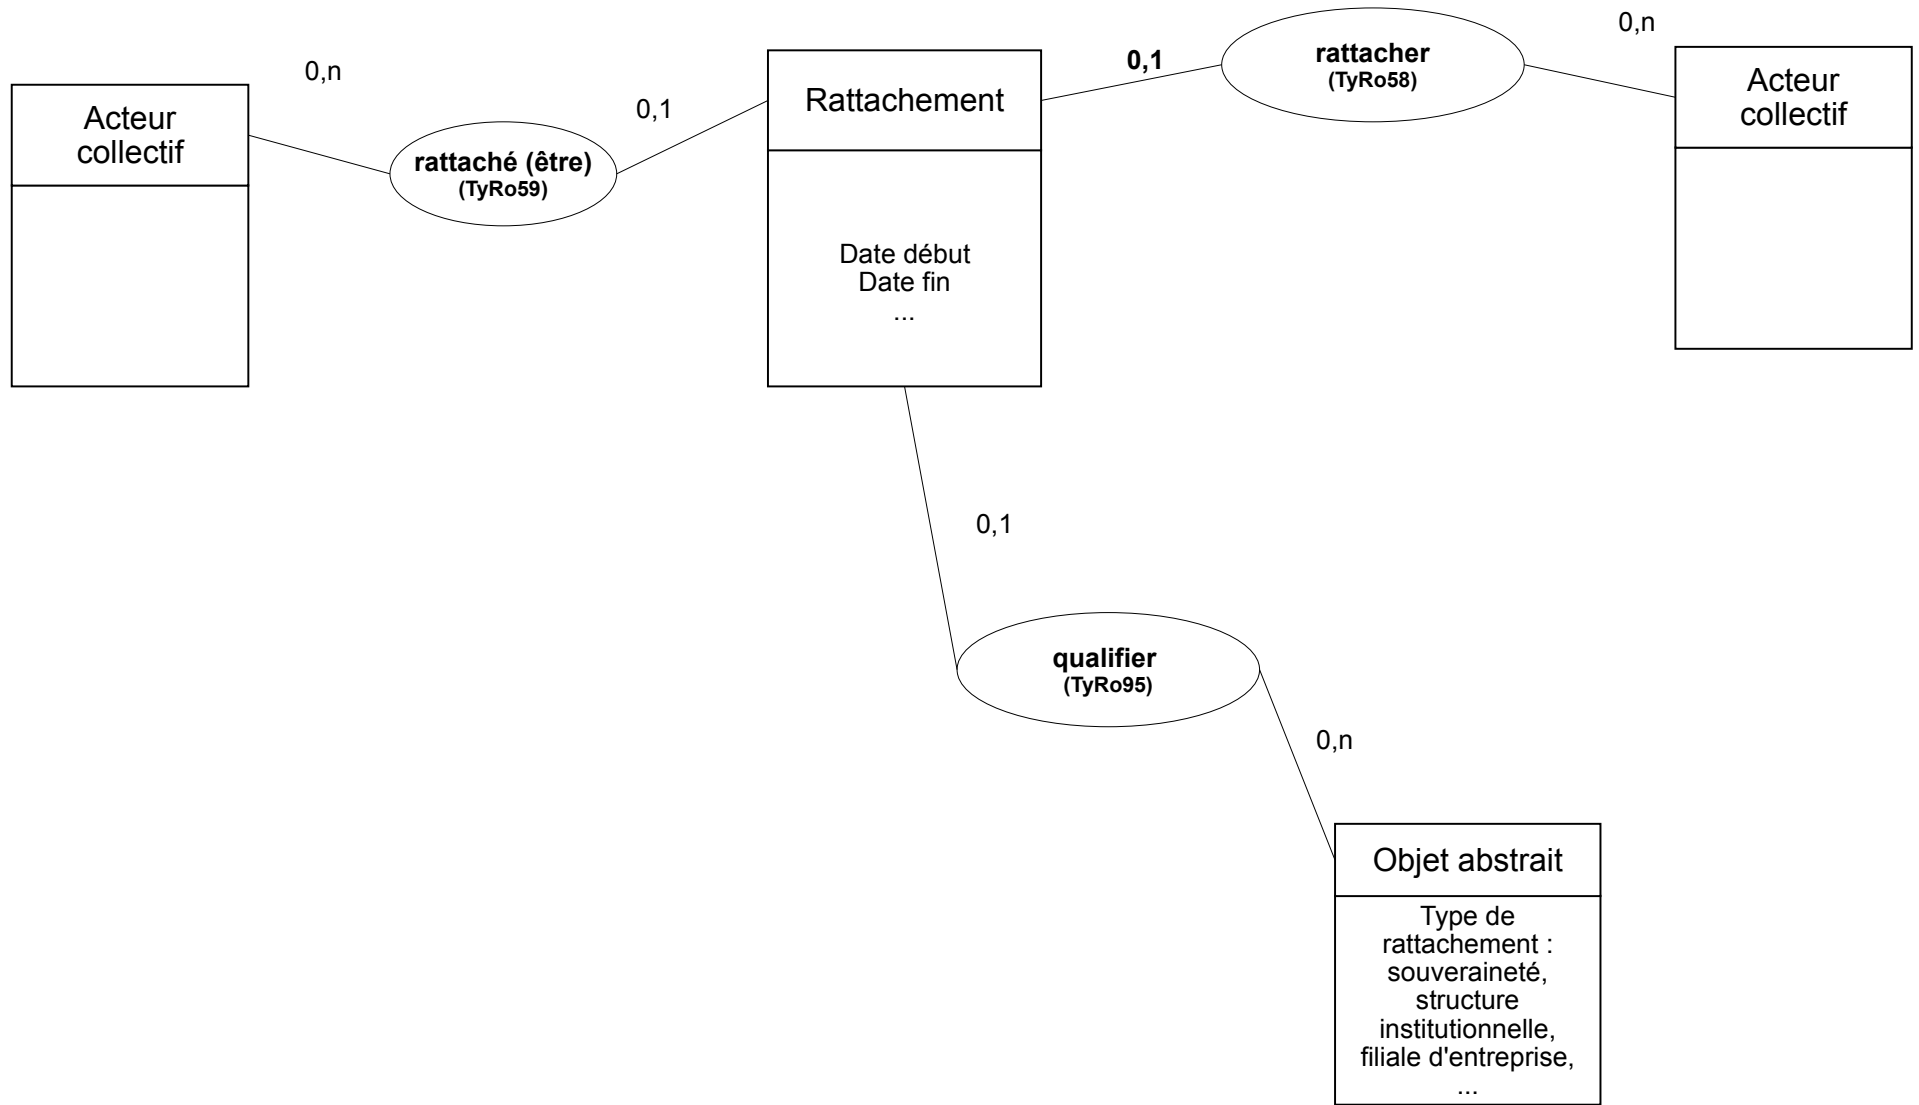 0,n
Acteur
collectif
0,1
rattaché (être)
(TyRo59)
Rattachement
Date début
Date fin
...
0,1
rattacher
(TyRo58)
0,n
Acteur
collectif
0,1
qualifier
(TyRo95)
0,n
Objet abstrait
Type de
rattachement :
souveraineté,
structure
institutionnelle,
filiale d'entreprise,
...